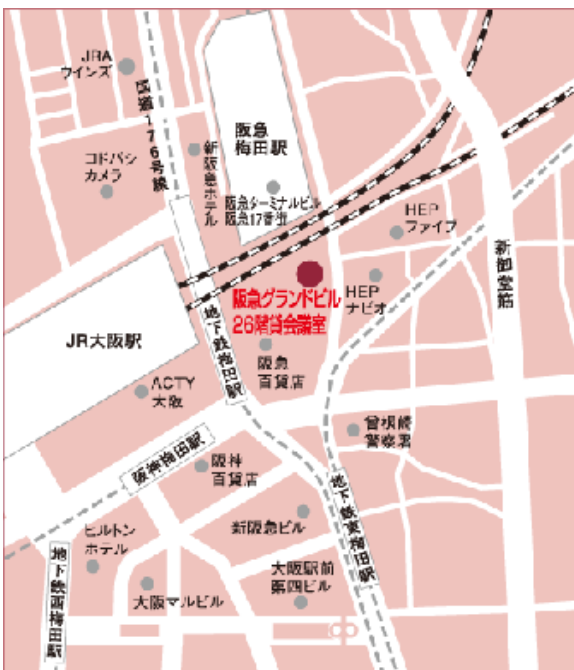 JRA
ウインズ
国道176号線
新阪急ホテル
阪急
梅田駅
ヨドバシ
カメラ
阪急ターミナルビル
阪急17番街
HEP
ファイブ
新御堂筋
阪急グランドビル
26階貸会議室
HEP
ナビオ
地下鉄梅田駅
JR大阪駅
阪急
百貨店
ACTY
大阪
曽根崎
警察署
阪神梅田駅
阪神
百貨店
地下鉄東梅田駅
新阪急ビル
ヒルトン
ホテル
地下鉄西梅田駅
大阪マルビル
大阪駅前
第四ビル